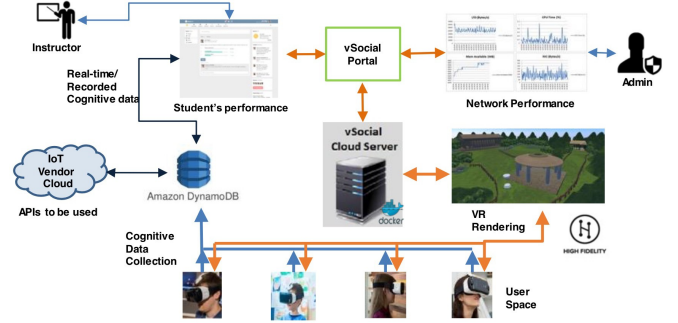 Instructor
Real-time/
Recorded
Cognitive data
Student's performance
vSocial
Portal
Network Performance
Admin
IoT
Vendor
Cloud
APIs to be used
Amazon DynamoDB
vSocial
Cloud Server
docker
VR
Rendering
HIGH FIDELITY
Cognitive
Data
Collection
User
Space